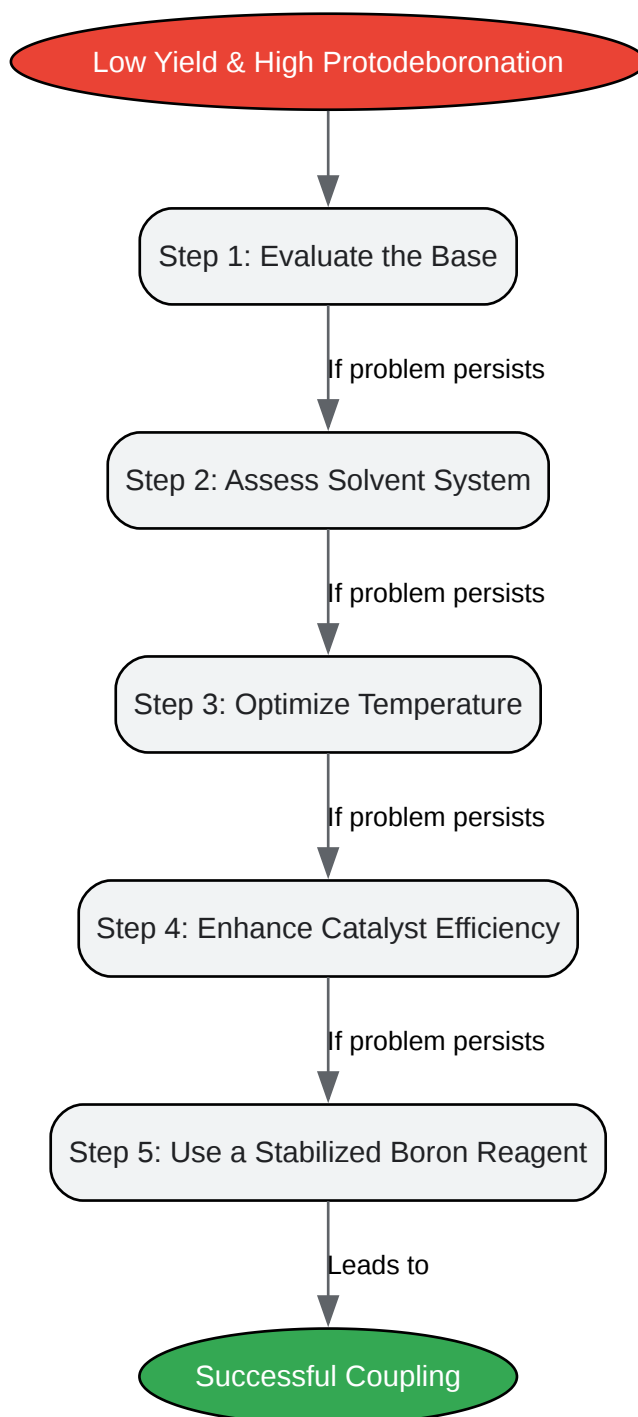 Low Yield & High Protodeboronation
Step 1: Evaluate the Base
If problem persists
Step 2: Assess Solvent System
If problem persists
Step 3: Optimize Temperature
If problem persists
Step 4: Enhance Catalyst Efficiency
If problem persists
Step 5: Use a Stabilized Boron Reagent
Leads to
Successful Coupling